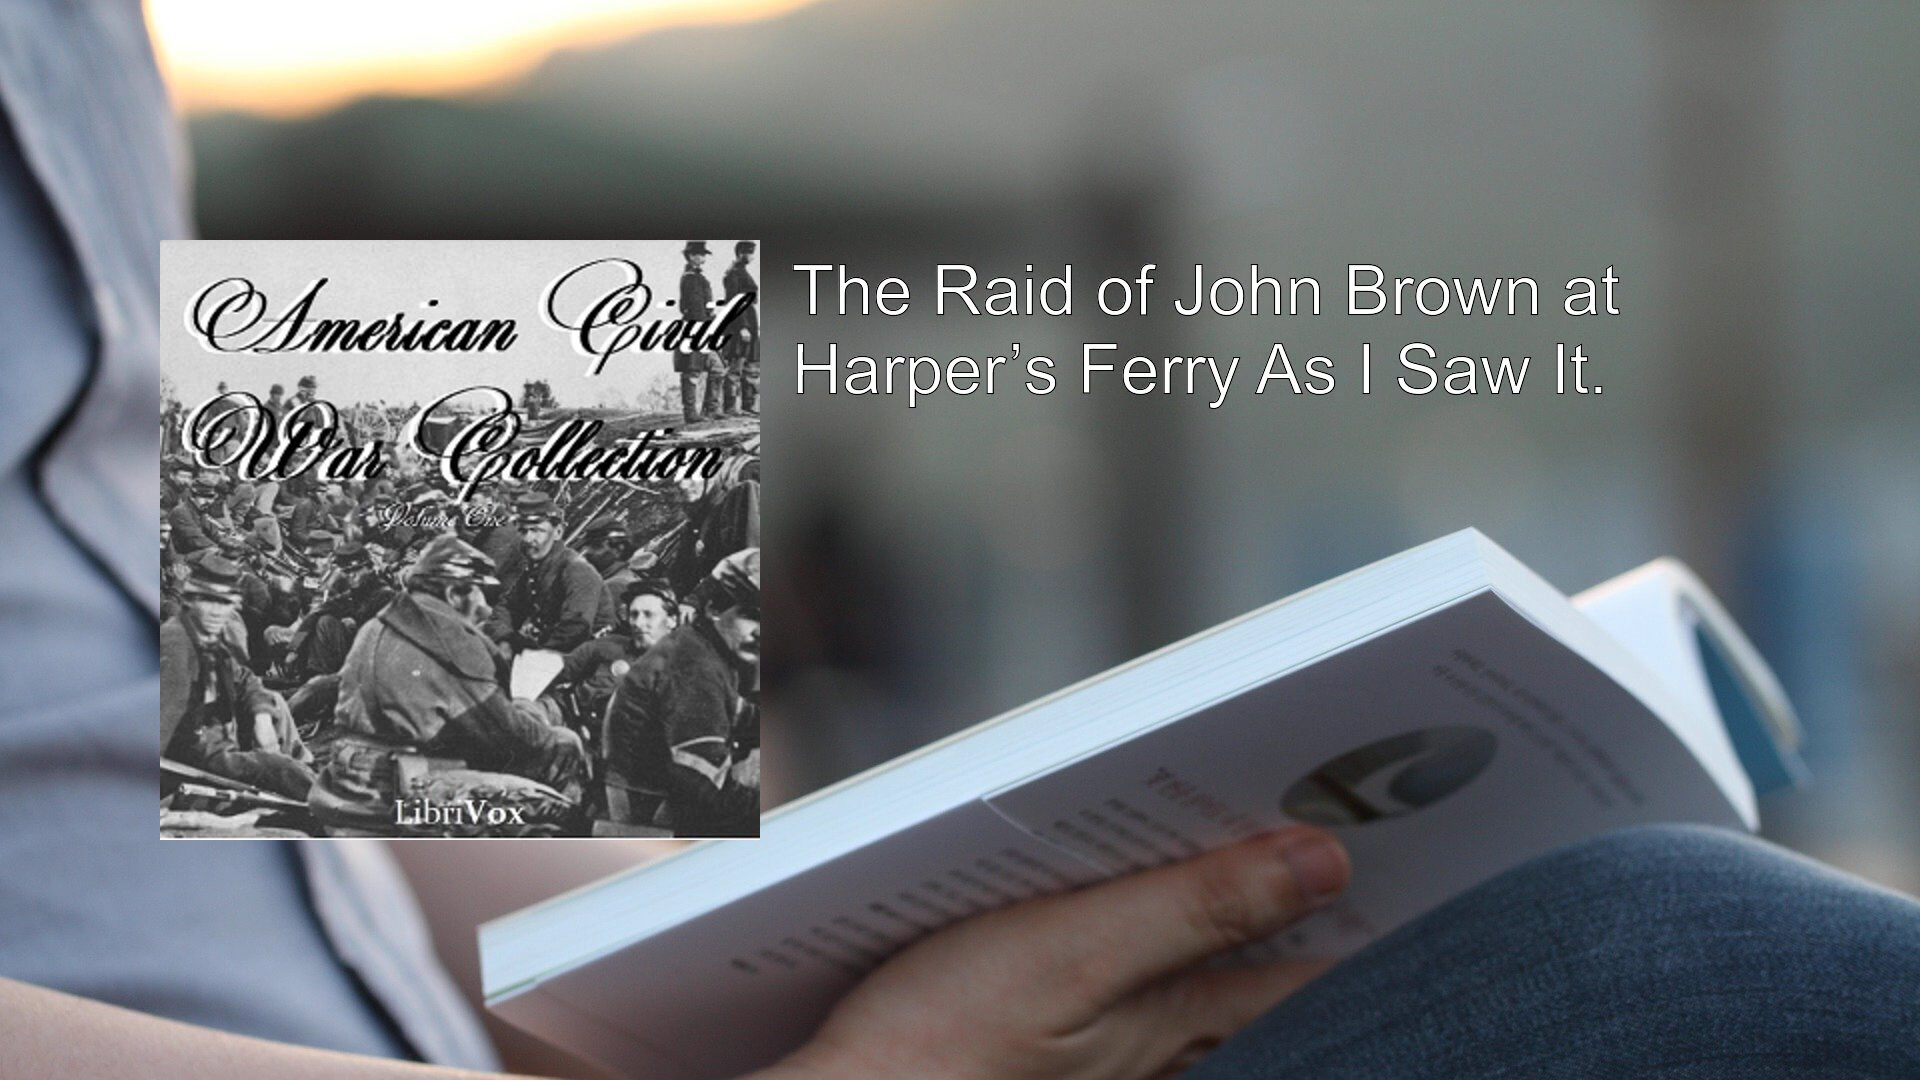 American Civil
War Collection
Volume One
LibriVox
The Raid of John Brown at
Harper’s Ferry As I Saw It.